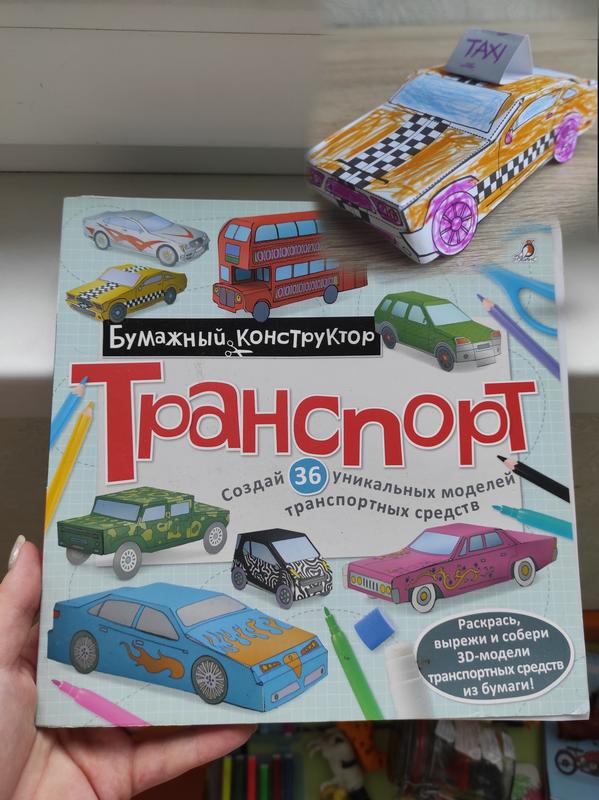 TAXI
Бумажный конструктор
Транспорт
Создай 36 уникальных моделей
транспортных средств
Раскрась,
вырежи и собери
3D-модели
транспортных средств
из бумаги!